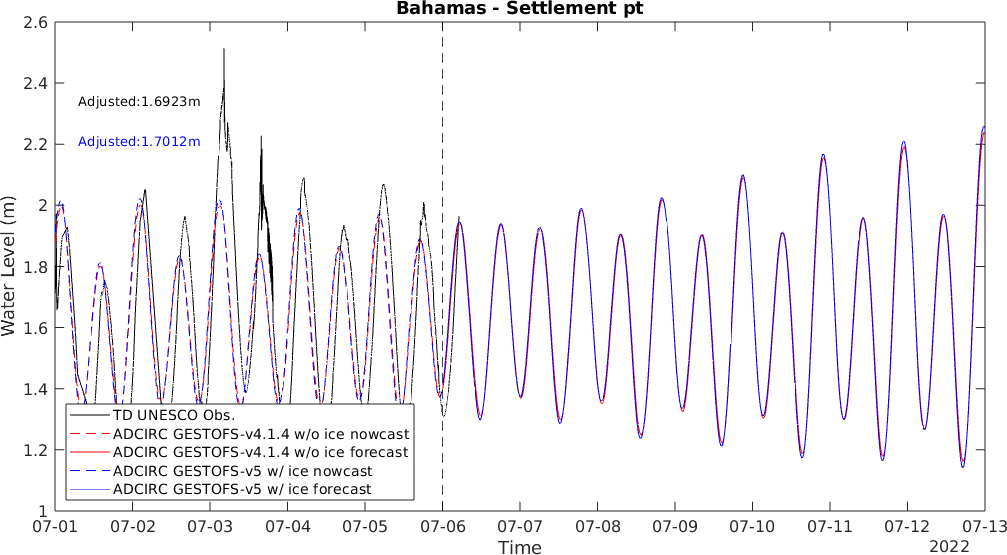 Bahamas - Settlement pt
2.6
2.4
2.2
2
1.8
1.6
1.4
1.2
1
Water Level (m)
Adjusted:1.6923m
Adjusted:1.7012m
TD UNESCO Obs.
ADCIRC GESTOFS-v4.1.4 w/o ice nowcast
ADCIRC GESTOFS-v4.1.4 w/o ice forecast
ADCIRC GESTOFS-v5 w/ ice nowcast
ADCIRC GESTOFS-v5 w/ ice forecast
07-01 07-02 07-03 07-04 07-05 07-06 07-07 07-08 07-09 07-10 07-11 07-12 07-13
Time
2022